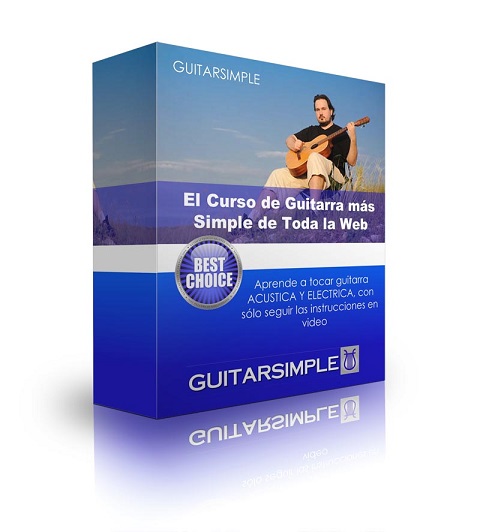 GUITARSIMPLE
El Curso de Guitarra más
Simple de Toda la Web
BEST
CHOICE
Aprende a tocar guitarra
ACUSTICA Y ELECTRICA, con
sólo seguir las instrucciones en
video
GUITARSIMPLE